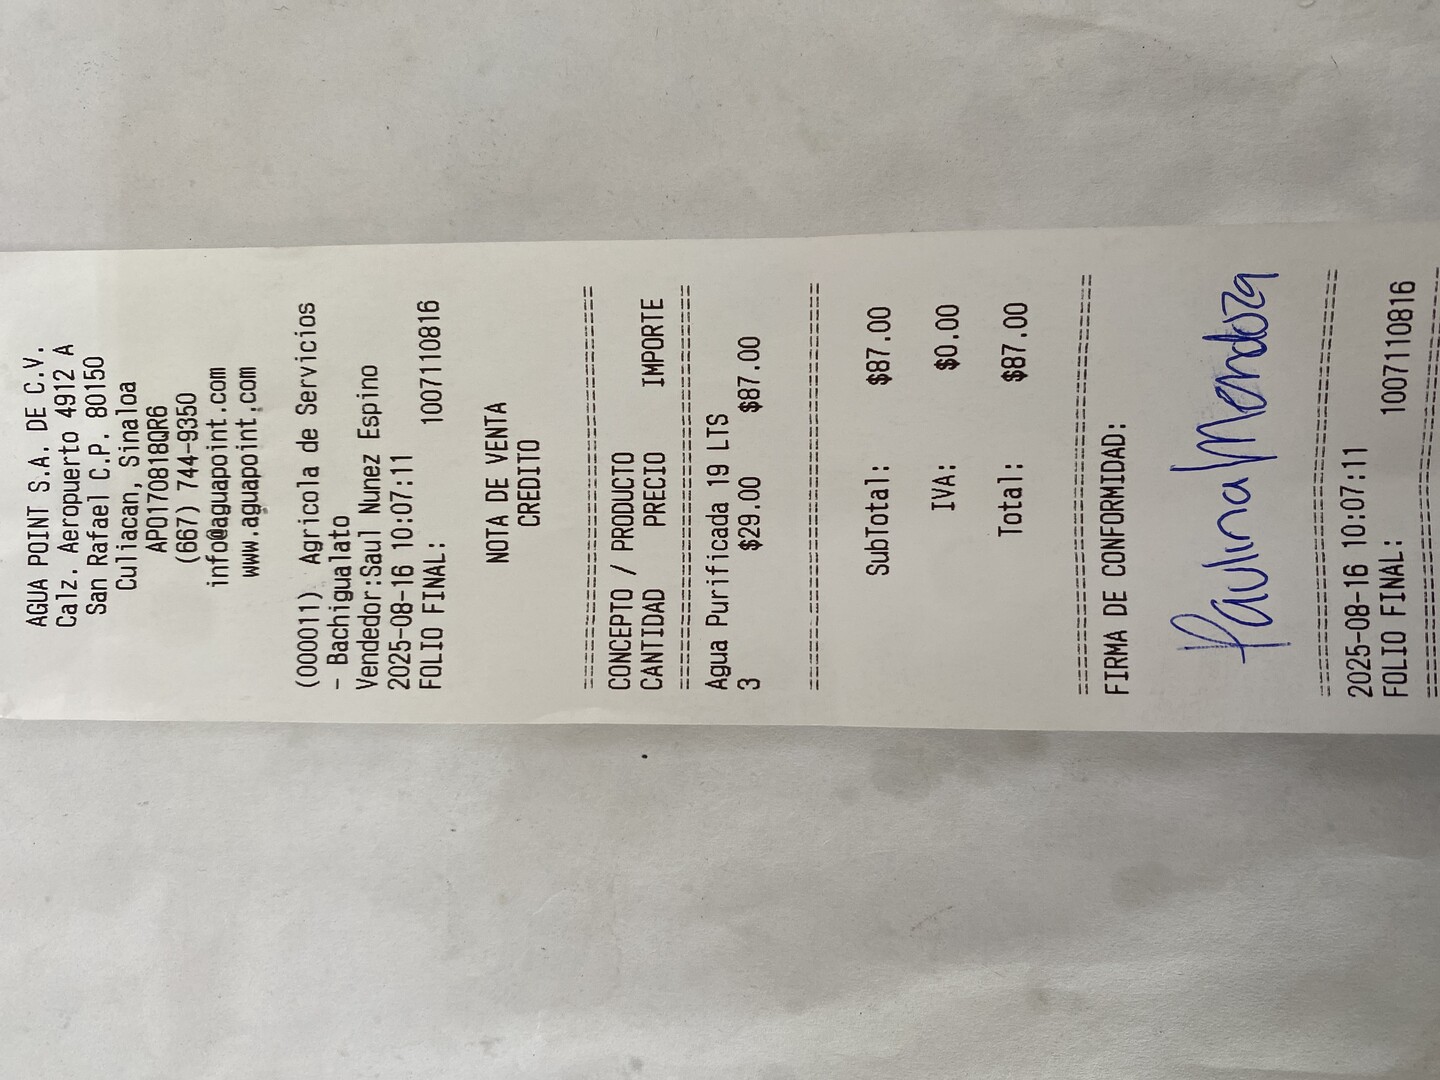 AGUA POINT S.A. DE C.V.
Calz. Aeropuerto 4912 A
San Rafael C.P. 80150
Culiacan, Sinaloa
APO170818QR6
(667) 744-9350
info@aguapoint.com
www.aguapoint.com
(000011) Agricola de Servicios
- Bachigualato
Vendedor:Saul Nunez Espino
2025-08-16 10:07:11
FOLIO FINAL: 1007110816
NOTA DE VENTA
CREDITO
==============================
CONCEPTO / PRODUCTO
CANTIDAD PRECIO IMPORTE
==============================
Agua Purificada 19 LTS
3 $29.00 $87.00
==============================
SubTotal: $87.00
IVA: $0.00
Total: $87.00
==============================
FIRMA DE CONFORMIDAD:
Paulina Mendoza
==============================
2025-08-16 10:07:11
FOLIO FINAL: 1007110816
==============================